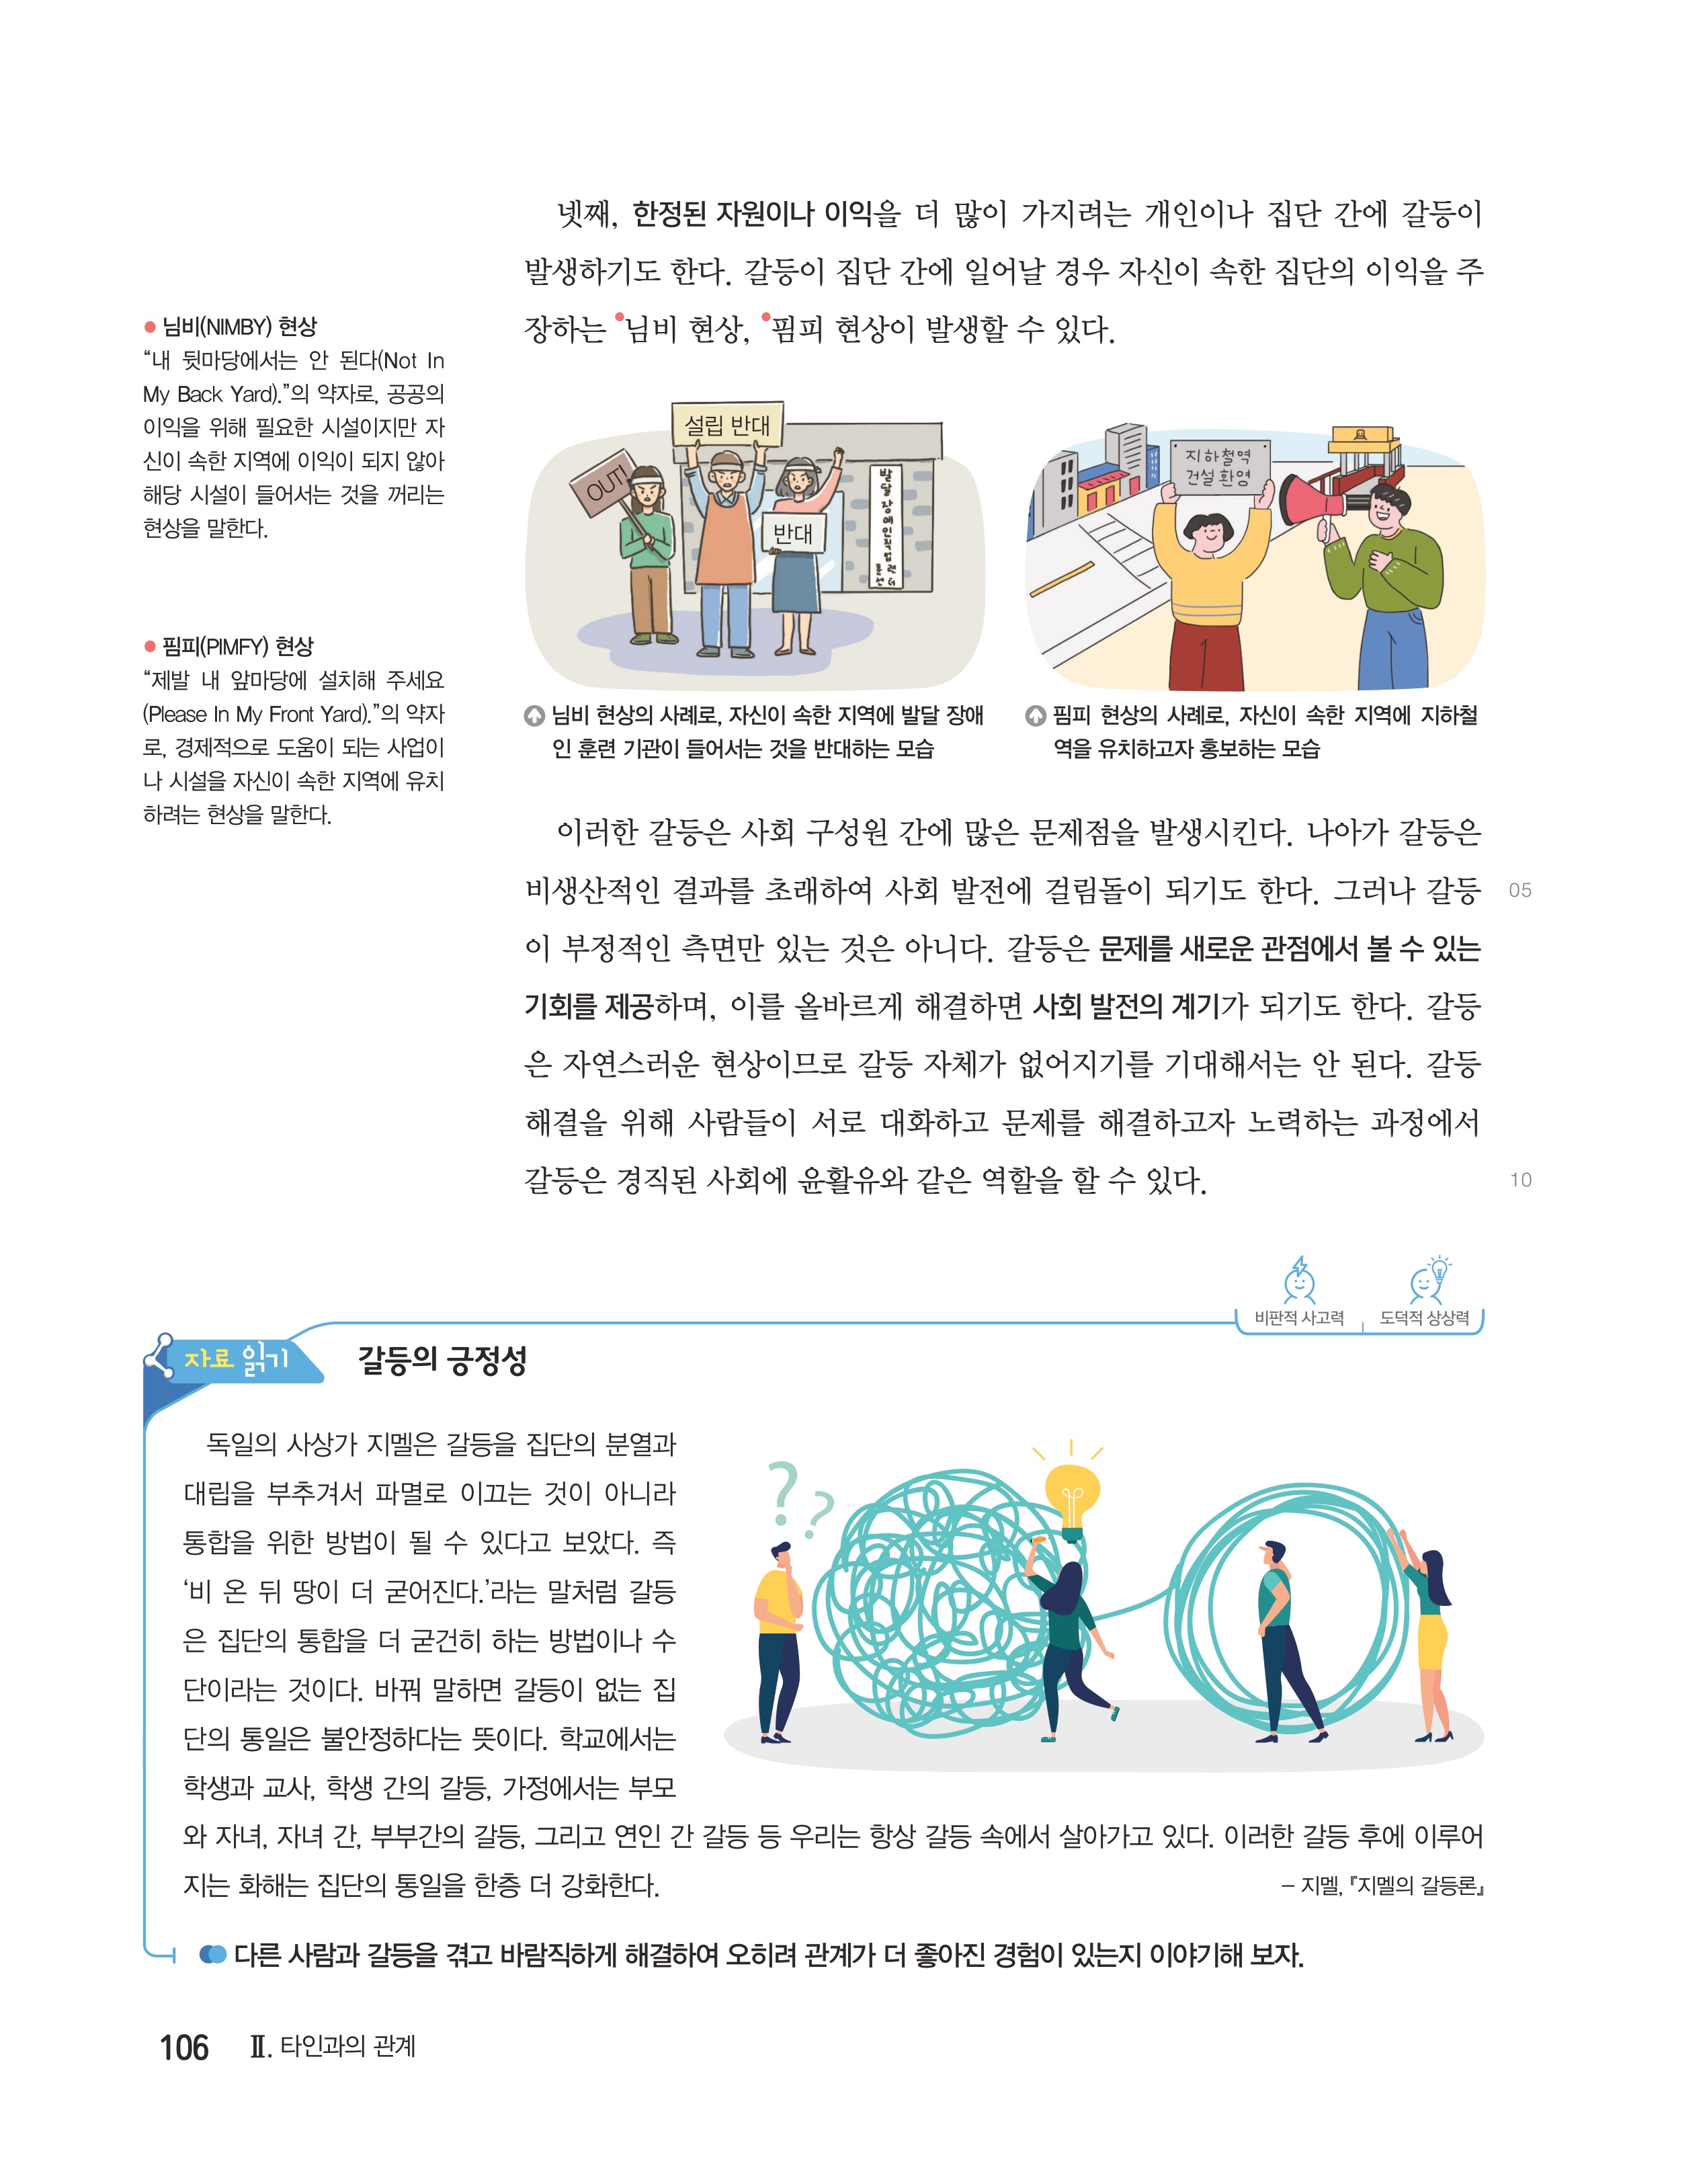 넷째, 한정된 자원이나 이익을 더 많이 가지려는 개인이나 집단 간에 갈등이
발생하기도 한다. 갈등이 집단 간에 일어날 경우 자신이 속한 집단의 이익을 주
장하는 •님비 현상, •핌피 현상이 발생할 수 있다.
• 님비(NIMBY) 현상
“내 뒷마당에서는 안 된다(Not In
My Back Yard).”의 약자로, 공공의
이익을 위해 필요한 시설이지만 자
신이 속한 지역에 이익이 되지 않아
해당 시설이 들어서는 것을 꺼리는
현상을 말한다.
• 핌피(PIMFY) 현상
“제발 내 앞마당에 설치해 주세요
(Please In My Front Yard).”의 약자
로, 경제적으로 도움이 되는 사업이
나 시설을 자신이 속한 지역에 유치
하려는 현상을 말한다.
OUT!
설립 반대
반대
발달장애인직업훈련센터
지하철역
건설 환영
님비 현상의 사례로, 자신이 속한 지역에 발달 장애
인 훈련 기관이 들어서는 것을 반대하는 모습
핌피 현상의 사례로, 자신이 속한 지역에 지하철
역을 유치하고자 홍보하는 모습
이러한 갈등은 사회 구성원 간에 많은 문제점을 발생시킨다. 나아가 갈등은
비생산적인 결과를 초래하여 사회 발전에 걸림돌이 되기도 한다. 그러나 갈등
05
이 부정적인 측면만 있는 것은 아니다. 갈등은 문제를 새로운 관점에서 볼 수 있는
기회를 제공하며, 이를 올바르게 해결하면 사회 발전의 계기가 되기도 한다. 갈등
은 자연스러운 현상이므로 갈등 자체가 없어지기를 기대해서는 안 된다. 갈등
해결을 위해 사람들이 서로 대화하고 문제를 해결하고자 노력하는 과정에서
갈등은 경직된 사회에 윤활유와 같은 역할을 할 수 있다.
10
비판적 사고력
도덕적 상상력
자료 읽기
갈등의 긍정성
독일의 사상가 지멜은 갈등을 집단의 분열과
대립을 부추겨서 파멸로 이끄는 것이 아니라
통합을 위한 방법이 될 수 있다고 보았다. 즉
‘비 온 뒤 땅이 더 굳어진다.’라는 말처럼 갈등
은 집단의 통합을 더 굳건히 하는 방법이나 수
단이라는 것이다. 바꿔 말하면 갈등이 없는 집
단의 통일은 불안정하다는 뜻이다. 학교에서는
학생과 교사, 학생 간의 갈등, 가정에서는 부모
와 자녀, 자녀 간, 부부간의 갈등, 그리고 연인 간 갈등 등 우리는 항상 갈등 속에서 살아가고 있다. 이러한 갈등 후에 이루어
지는 화해는 집단의 통일을 한층 더 강화한다.
– 지멜, 『지멜의 갈등론』
? ?
다른 사람과 갈등을 겪고 바람직하게 해결하여 오히려 관계가 더 좋아진 경험이 있는지 이야기해 보자.
106 Ⅱ. 타인과의 관계